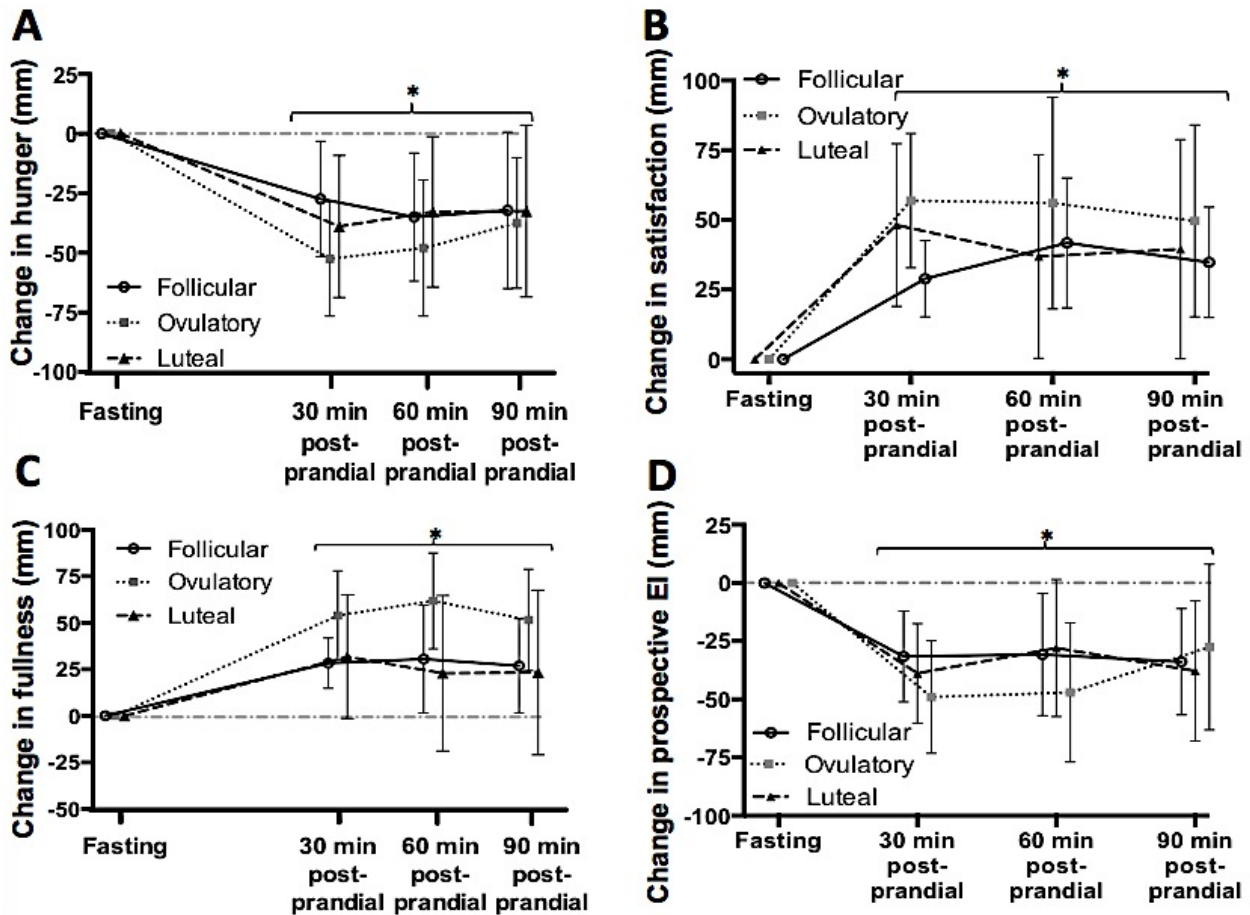 A
Change in hunger (mm)
25
0
-25
-50
-75
-100
*
Follicular
Ovulatory
Luteal
Fasting
30 min
post-
prandial
60 min
post-
prandial
90 min
post-
prandial
B
Change in satisfaction (mm)
100
75
50
25
0
*
Follicular
Ovulatory
Luteal
Fasting
30 min
post-
prandial
60 min
post-
prandial
90 min
post-
prandial
C
Change in fullness (mm)
100
75
50
25
0
-25
-50
*
Follicular
Ovulatory
Luteal
Fasting
30 min
post-
prandial
60 min
post-
prandial
90 min
post-
prandial
D
Change in prospective EI (mm)
25
0
-25
-50
-75
-100
*
Follicular
Ovulatory
Luteal
Fasting
30 min
post-
prandial
60 min
post-
prandial
90 min
post-
prandial